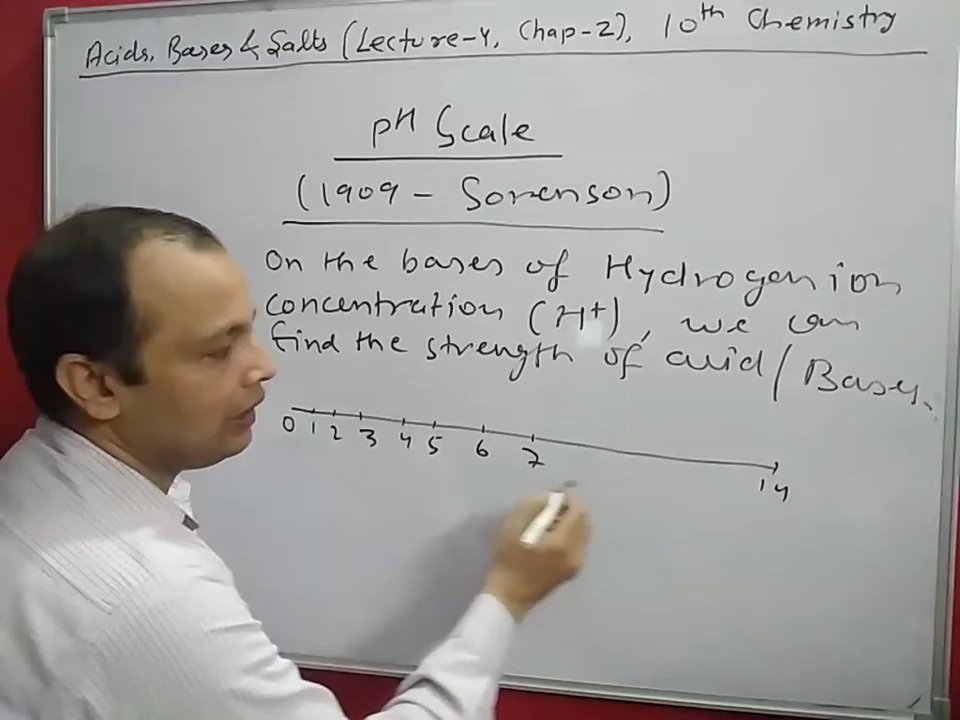 Acids, Bases & Salts (Lecture-4, Chap-2), 10th Chemistry
pH Scale
(1909 - Sorenson)
On the bases of Hydrogen ion
concentration (H+), we can
find the strength of acid / Bases.
0 1 2 3 4 5 6 7 14